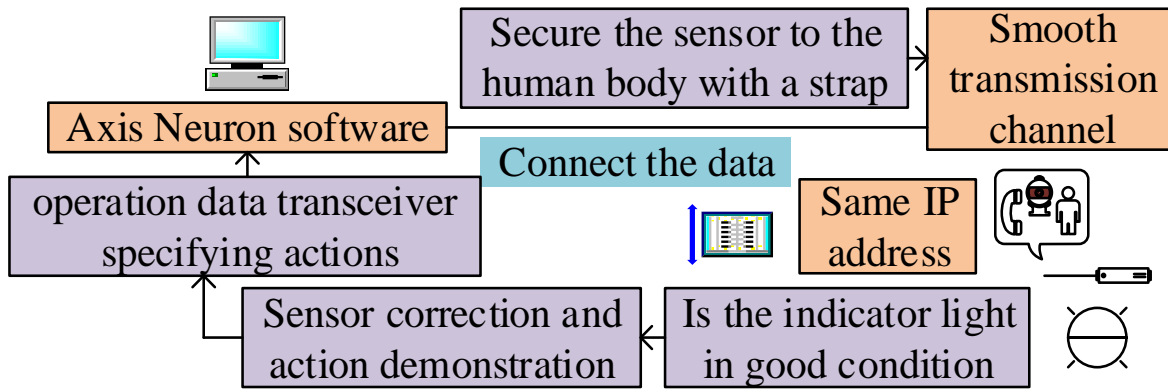 Secure the sensor to the
human body with a strap
Smooth
transmission
channel
Axis Neuron software
Connect the data
operation data transceiver
specifying actions
Same IP
address
Sensor correction and
action demonstration
Is the indicator light
in good condition